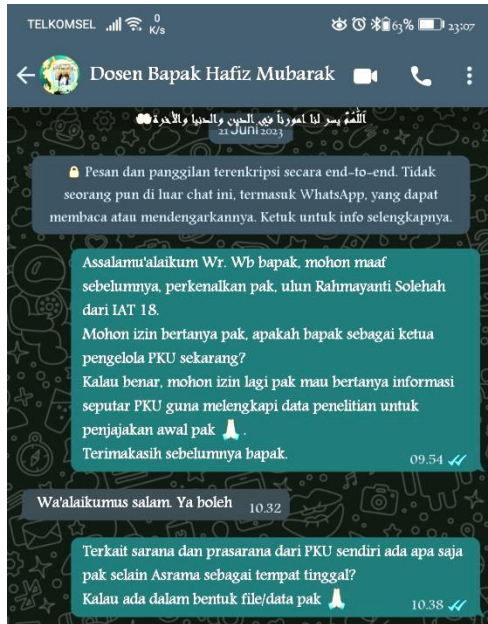 TELKOMSEL 0 K/s 63% 23:07
Dosen Bapak Hafiz Mubarak
اَللّٰهُمَّ يسر لنا امورنا في الدين والدنيا والأخرة
21 Juni 2023
Pesan dan panggilan terenkripsi secara end-to-end. Tidak
seorang pun di luar chat ini, termasuk WhatsApp, yang dapat
membaca atau mendengarkannya. Ketuk untuk info selengkapnya.
Assalamu'alaikum Wr. Wb bapak, mohon maaf
sebelumnya, perkenalkan pak, ulun Rahmayanti Solehah
dari IAT 18.
Mohon izin bertanya pak, apakah bapak sebagai ketua
pengelola PKU sekarang?
Kalau benar, mohon izin lagi pak mau bertanya informasi
seputar PKU guna melengkapi data penelitian untuk
penjajakan awal pak 🙏🏻 .
Terimakasih sebelumnya bapak.
09.54
Wa'alaikumus salam. Ya boleh 10.32
Terkait sarana dan prasarana dari PKU sendiri ada apa saja
pak selain Asrama sebagai tempat tinggal?
Kalau ada dalam bentuk file/data pak 🙏🏻
10.38